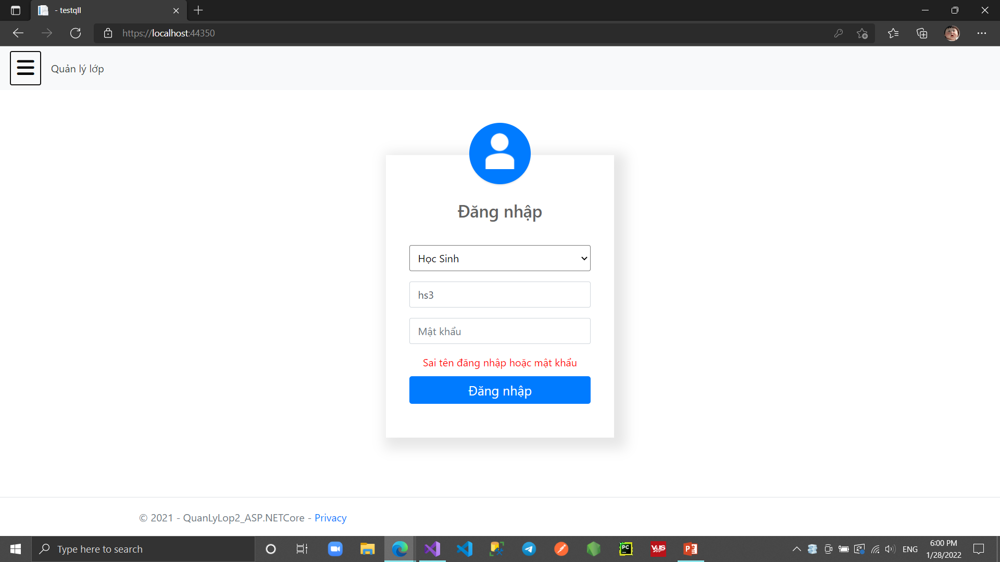 - testqll
https://localhost:44350
Quản lý lớp
Đăng nhập
Học Sinh
hs3
Mật khẩu
Sai tên đăng nhập hoặc mật khẩu
Đăng nhập
© 2021 - QuanLyLop2_ASP.NETCore - Privacy
Type here to search
PC
VUS
P
ENG
6:00 PM
1/28/2022